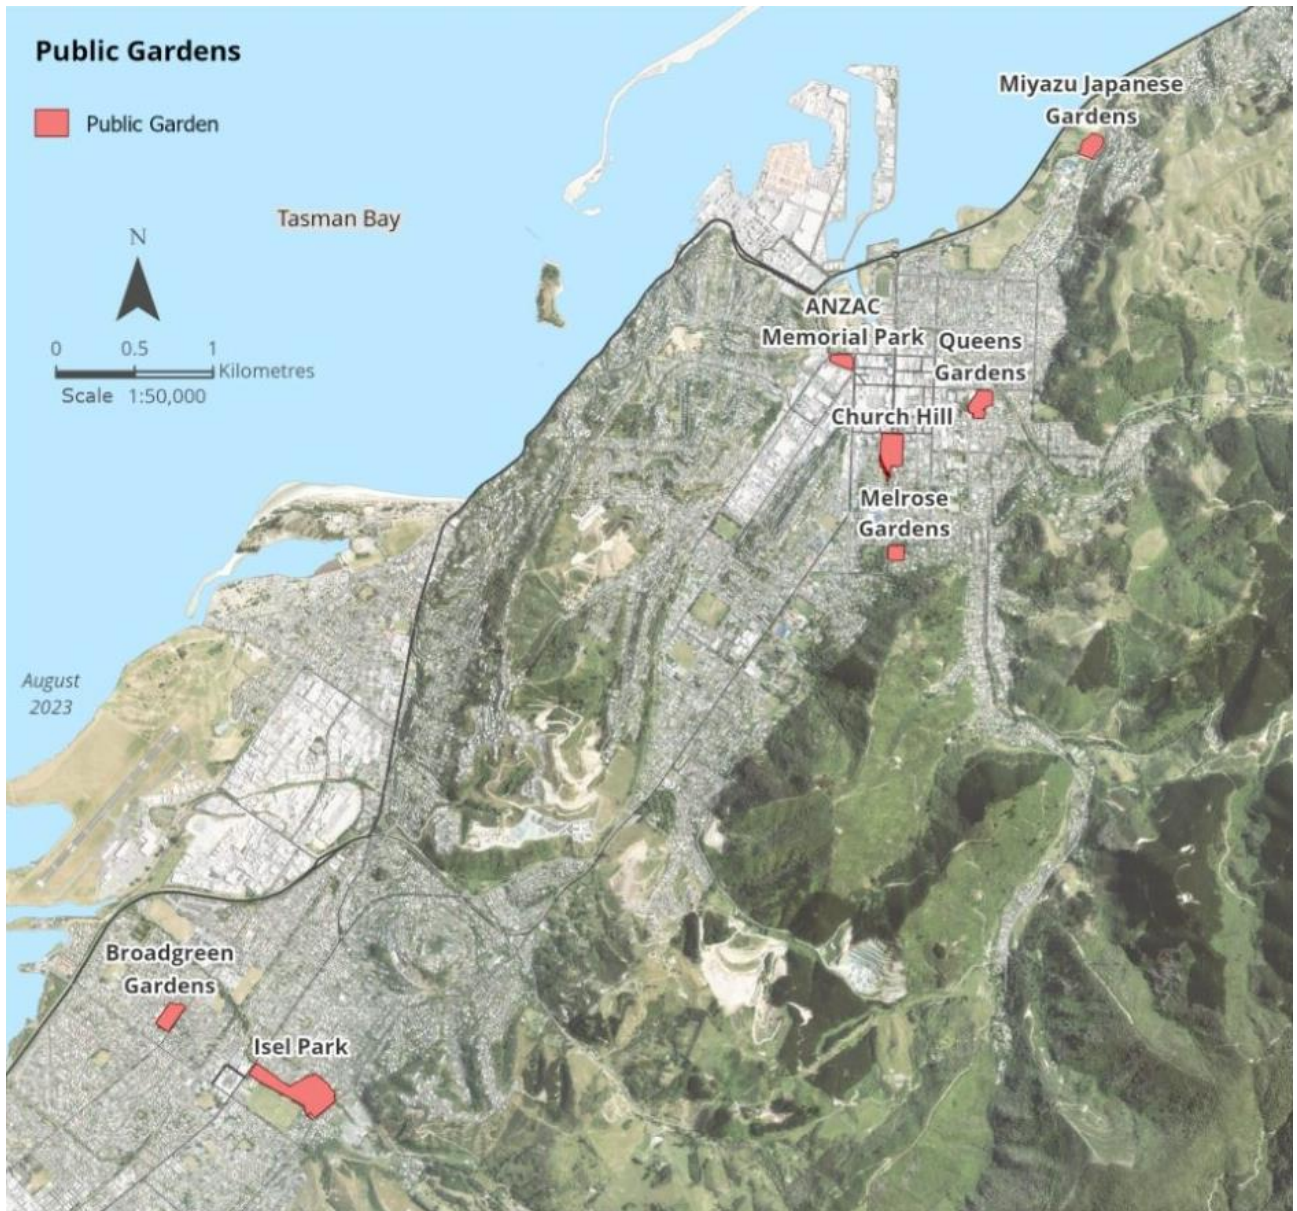 Public Gardens
Public Garden
Tasman Bay
N
0 0.5 1
Kilometres
Scale 1:50,000
Miyazu Japanese
Gardens
ANZAC
Memorial Park
Queens
Gardens
Church Hill
Melrose
Gardens
August
2023
Broadgreen
Gardens
Isel Park